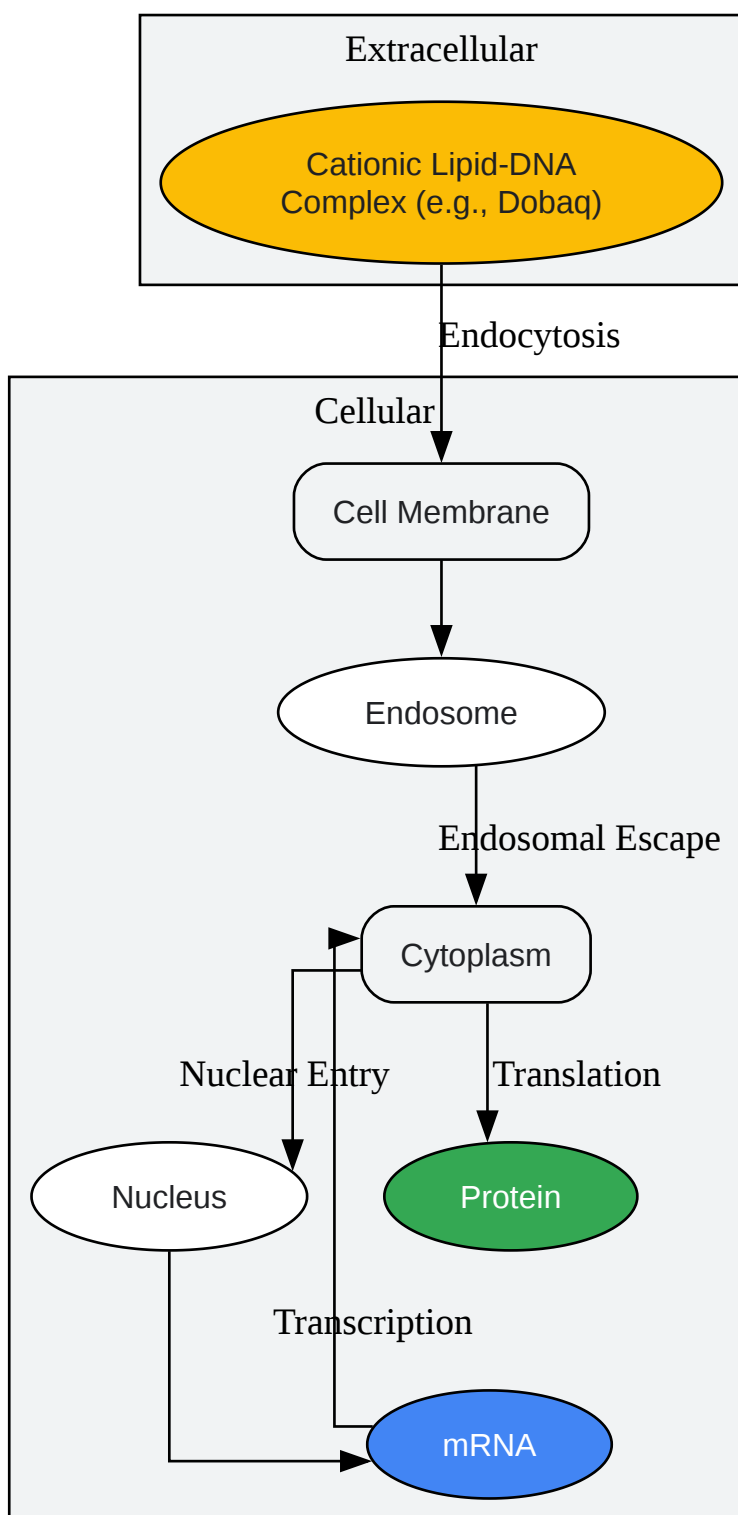 Extracellular
Cationic Lipid-DNA
Complex (e.g., Dobaq)
Endocytosis
Cellular
Cell Membrane
Endosome
Endosomal Escape
Cytoplasm
Nuclear Entry
Translation
Nucleus
Protein
Transcription
mRNA